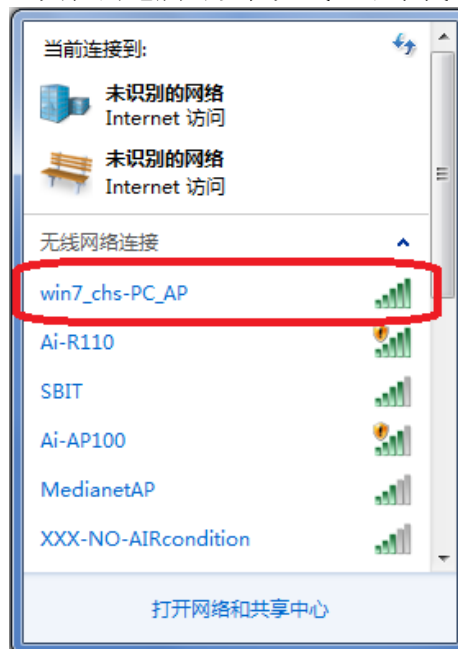 当前连接到:
未识别的网络
Internet 访问
未识别的网络
Internet 访问
无线网络连接
win7_chs-PC_AP
Ai-R110
SBIT
Ai-AP100
MedianetAP
XXX-NO-AIRcondition
打开网络和共享中心